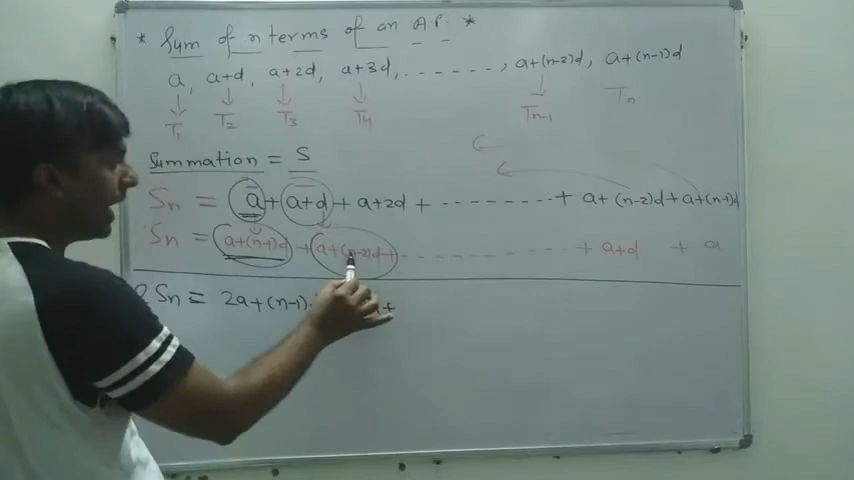 * Sum of n terms of an A.P. *
a, a+d, a+2d, a+3d, ......, a+(n-2)d, a+(n-1)d
T1 T2 T3 T4 Tn-1 Tn
Summation = S
Sn = a + a+d + a+2d + -------- + a+(n-2)d+a+(n-1)d
Sn = a+(n-1)d + a+(n-2)d+ ---------- + a+d + a
2Sn = 2a+(n-1)